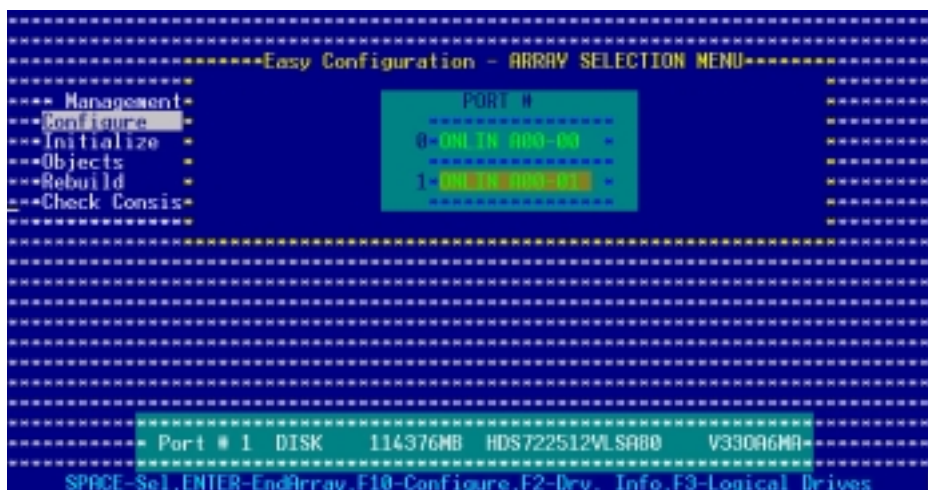 Easy Configuration - ARRAY SELECTION MENU
Management
Configure
Initialize
Objects
Rebuild
Check Consis
PORT #
0 ONLIN A00-00
1 ONLIN A00-01
Port # 1 DISK 114376MB HDS722512VLSA80 V33OA6MA
SPACE-Sel,ENTER-EndArray,F10-Configure,F2-Drv. Info,F3-Logical Drives